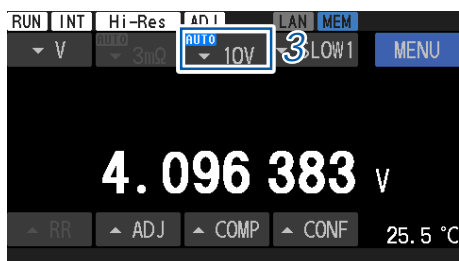 RUN INT Hi-Res ADJ LAN MEM
V AUTO 3mΩ AUTO 10V 3 SLOW1 MENU
4.096 383 V
RR ADJ COMP CONF 25.5 °C